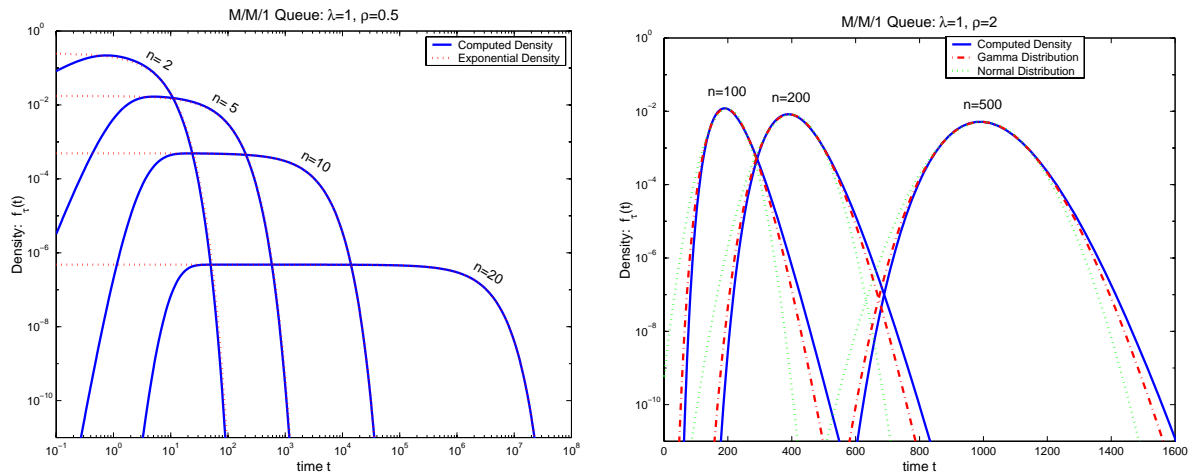 M/M/1 Queue: λ=1, ρ=0.5
Computed Density
Exponential Density
n= 2
n= 5
n=10
n=20
Density: f_τ(t)
10^0
10^−2
10^−4
10^−6
10^−8
10^−10
10^−1 10^0 10^1 10^2 10^3 10^4 10^5 10^6 10^7 10^8
time t
M/M/1 Queue: λ=1, ρ=2
Computed Density
Gamma Distribution
Normal Distribution
n=100
n=200
n=500
Density: f_τ(t)
10^0
10^−2
10^−4
10^−6
10^−8
10^−10
0 200 400 600 800 1000 1200 1400 1600
time t